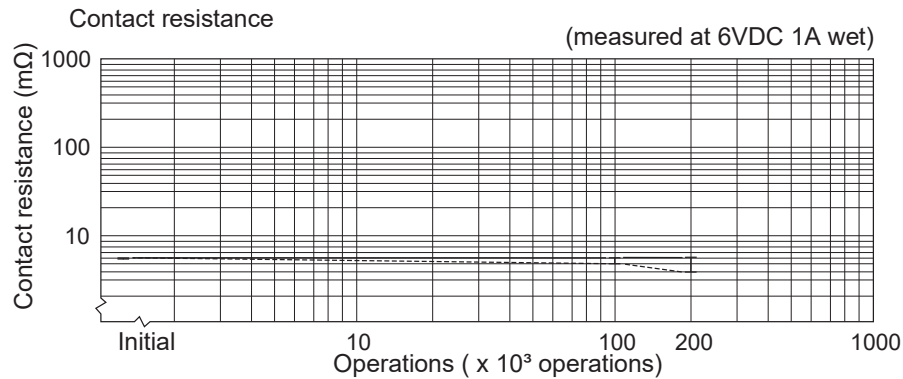 Contact resistance
(measured at 6VDC 1A wet)
Contact resistance (mΩ)
1000
100
10
Initial
10
100
200
1000
Operations ( x 10³ operations)